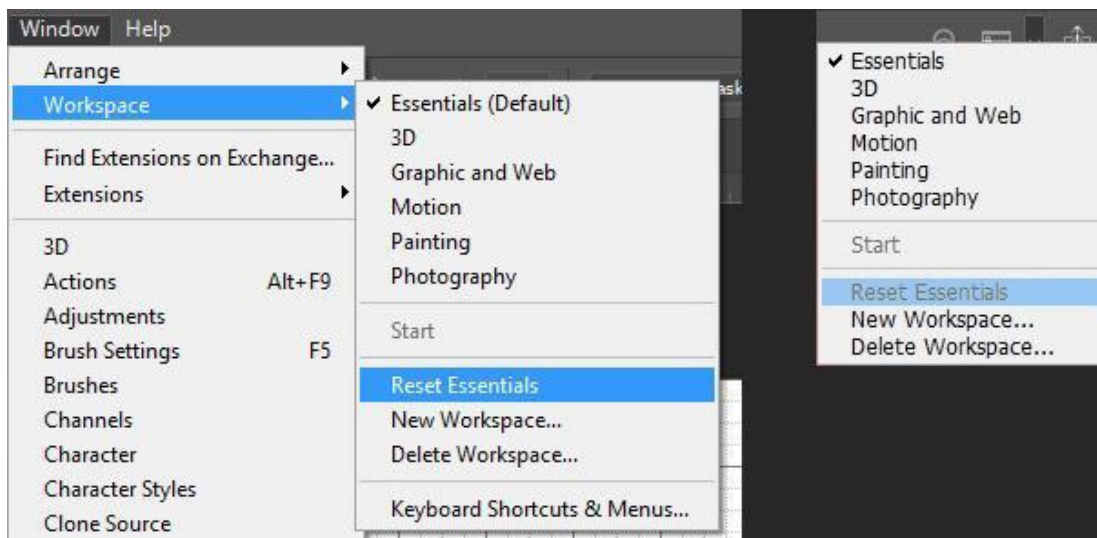 Window Help
Arrange
Workspace
Find Extensions on Exchange...
Extensions
3D
Actions Alt+F9
Adjustments
Brush Settings F5
Brushes
Channels
Character
Character Styles
Clone Source
ask
Essentials (Default)
3D
Graphic and Web
Motion
Painting
Photography
Start
Reset Essentials
New Workspace...
Delete Workspace...
Keyboard Shortcuts & Menus...
Essentials
3D
Graphic and Web
Motion
Painting
Photography
Start
Reset Essentials
New Workspace...
Delete Workspace...